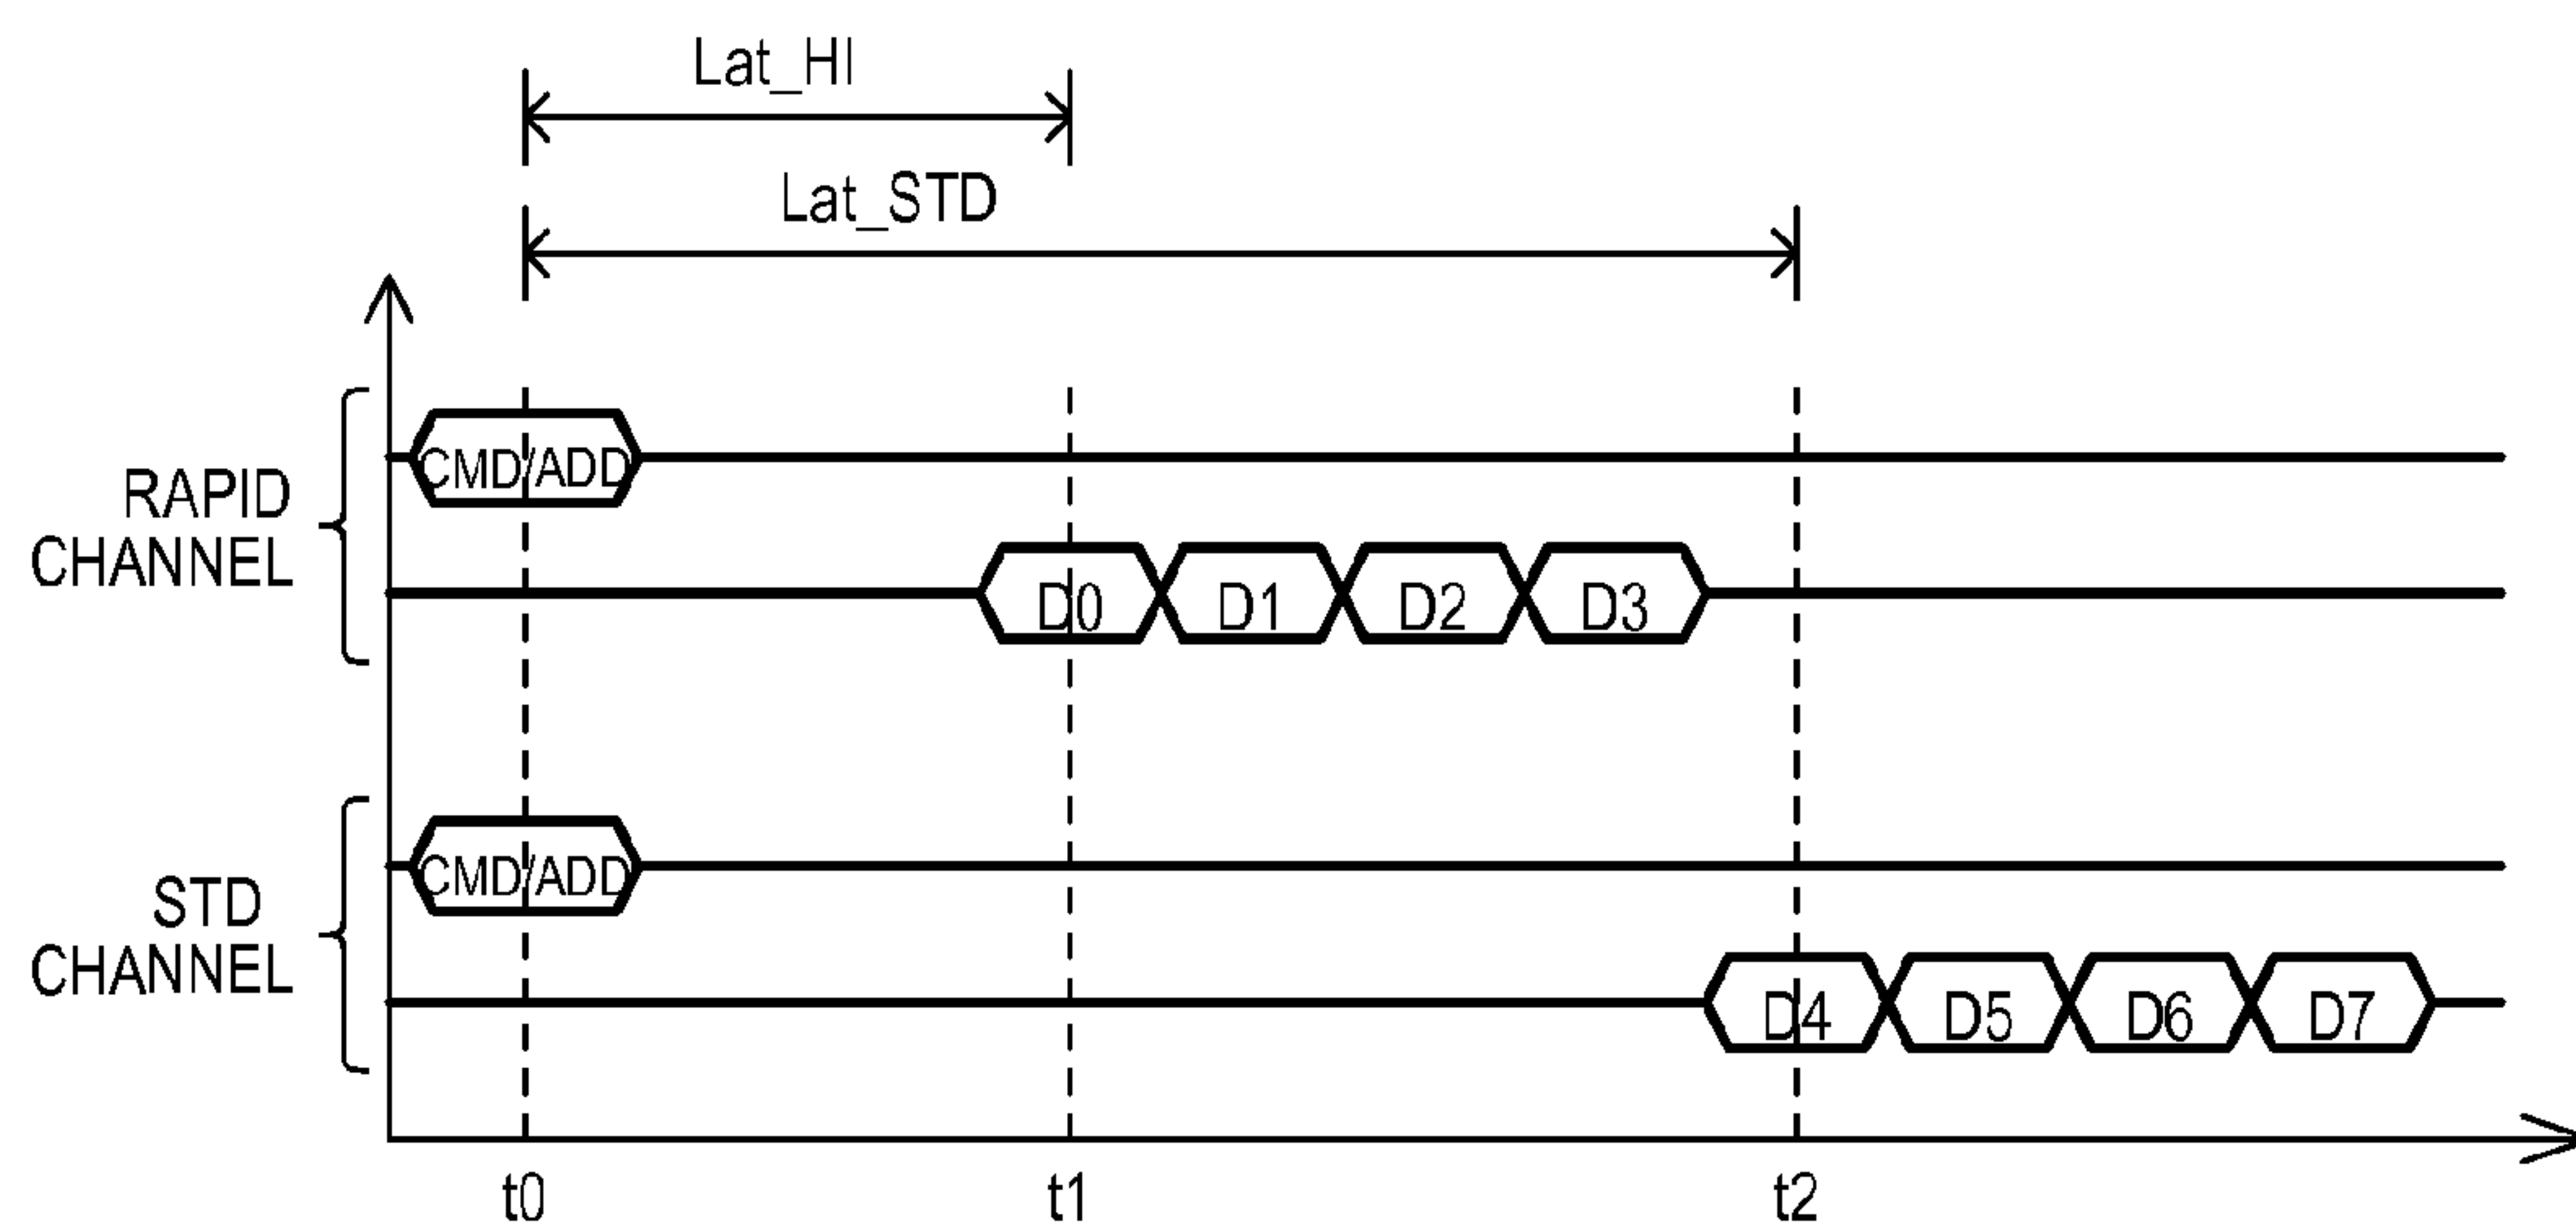 Lat_HI
Lat_STD
RAPID
CHANNEL
CMD/ADD
D0 D1 D2 D3
STD
CHANNEL
CMD/ADD
D4 D5 D6 D7
t0 t1 t2